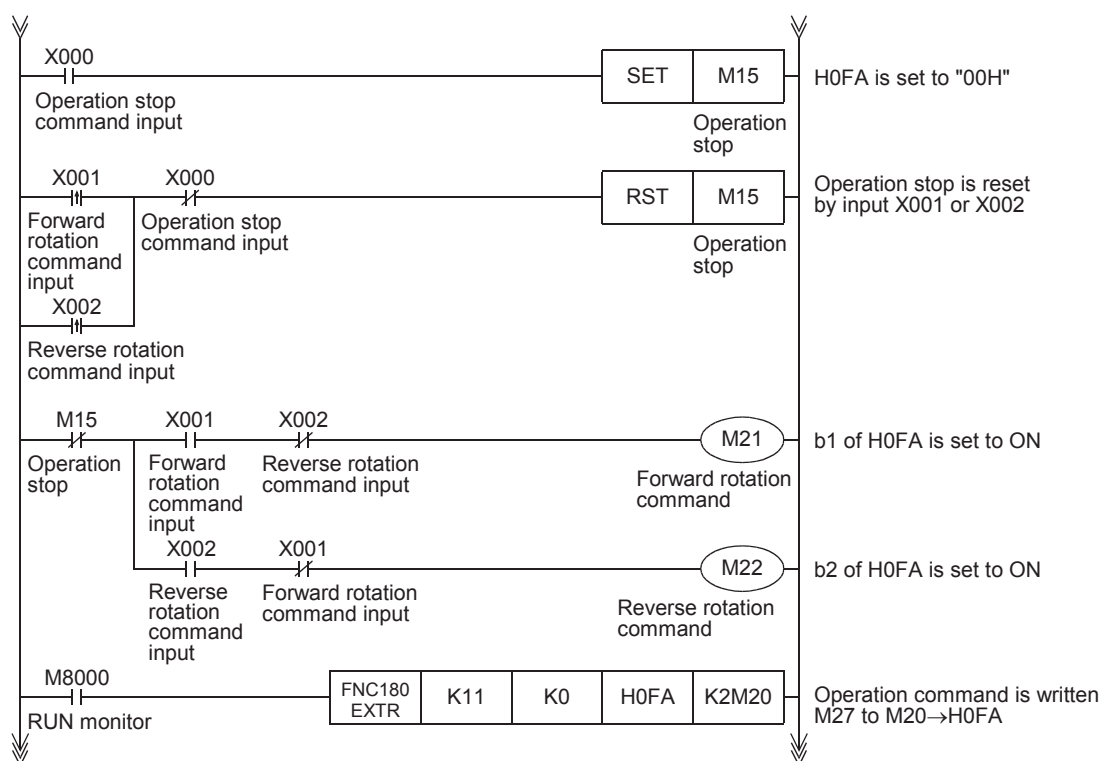 X000
SET M15
H0FA is set to "00H"
Operation stop
command input
Operation
stop
X001 X000
RST M15
Operation stop is reset
by input X001 or X002
Forward
rotation
command
input
Operation stop
command input
Operation
stop
X002
Reverse rotation
command input
M15 X001 X002
M21
b1 of H0FA is set to ON
Operation
stop
Forward
rotation
command
input
Reverse rotation
command input
Forward rotation
command
X002 X001
M22
b2 of H0FA is set to ON
Reverse
rotation
command
input
Forward rotation
command input
Reverse rotation
command
M8000
RUN monitor
FNC180
EXTR
K11 K0 H0FA K2M20
Operation command is written
M27 to M20→H0FA